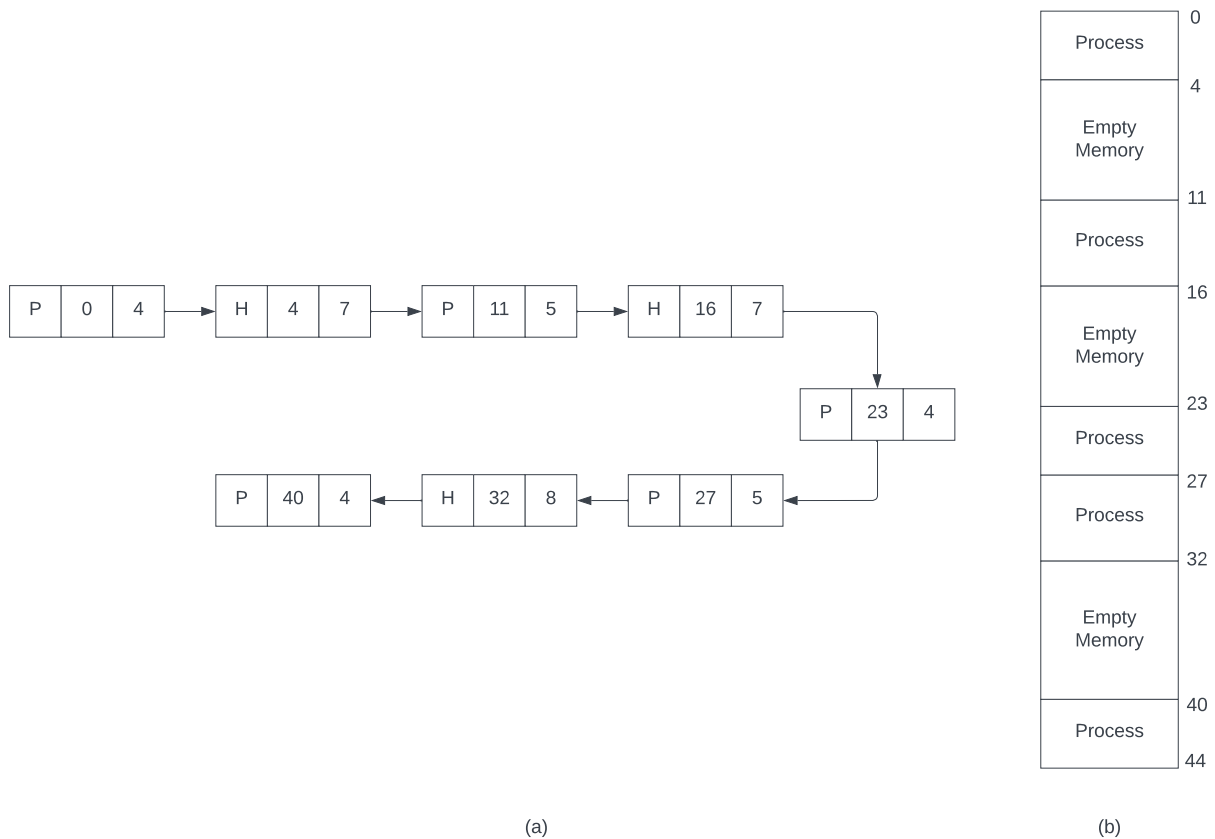 P 0 4
H 4 7
P 11 5
H 16 7
P 23 4
P 27 5
H 32 8
P 40 4
(a)
0
Process
4
Empty
Memory
11
Process
16
Empty
Memory
23
Process
27
Process
32
Empty
Memory
40
Process
44
(b)